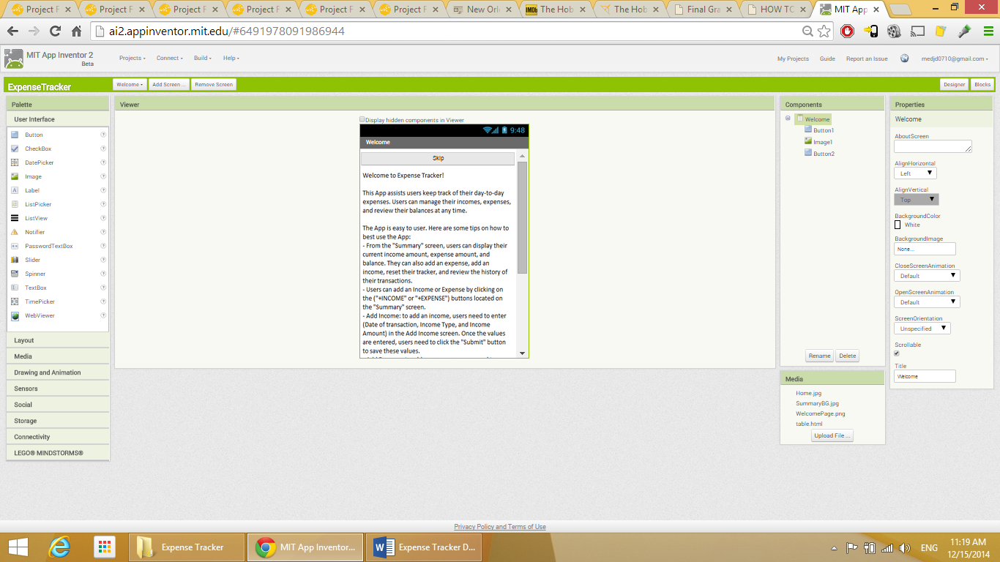 Project F
Project F
Project F
Project F
Project F
Project F
New Orl
IMDb The Hob
The Hob
Final Gra
HOW TO
MIT App
ai2.appinventor.mit.edu/#6491978091986944
MIT App Inventor 2
Beta
Projects
Connect
Build
Help
My Projects
Guide
Report an Issue
medjd0710@gmail.com
ExpenseTracker
Welcome
Add Screen ...
Remove Screen
Designer
Blocks
Palette
User Interface
Button
CheckBox
DatePicker
Image
Label
ListPicker
ListView
Notifier
PasswordTextBox
Slider
Spinner
TextBox
TimePicker
WebViewer
Layout
Media
Drawing and Animation
Sensors
Social
Storage
Connectivity
LEGO® MINDSTORMS®
Viewer
Display hidden components in Viewer
9:48
Welcome
Skip
Welcome to Expense Tracker!
This App assists users keep track of their day-to-day
expenses. Users can manage their incomes, expenses,
and review their balances at any time.
The App is easy to user. Here are some tips on how to
best use the App:
- From the "Summary" screen, users can display their
current income amount, expense amount, and
balance. They can also add an expense, add an
income, reset their tracker, and review the history of
their transactions.
- Users can add an Income or Expense by clicking on
the ("+INCOME" or "+EXPENSE") buttons located on
the "Summary" screen.
- Add Income: to add an income, users need to enter
(Date of transaction, Income Type, and Income
Amount) in the Add Income screen. Once the values
are entered, users need to click the "Submit" button
to save these values.
Components
Welcome
Button1
Image1
Button2
Rename
Delete
Media
Home.jpg
SummaryBG.jpg
WelcomePage.png
table.html
Upload File ...
Properties
Welcome
AboutScreen
AlignHorizontal
Left
AlignVertical
Top
BackgroundColor
White
BackgroundImage
None...
CloseScreenAnimation
Default
OpenScreenAnimation
Default
ScreenOrientation
Unspecified
Scrollable
Title
Welcome
Privacy Policy and Terms of Use
Expense Tracker
MIT App Inventor...
Expense Tracker D...
ENG
11:19 AM
12/15/2014